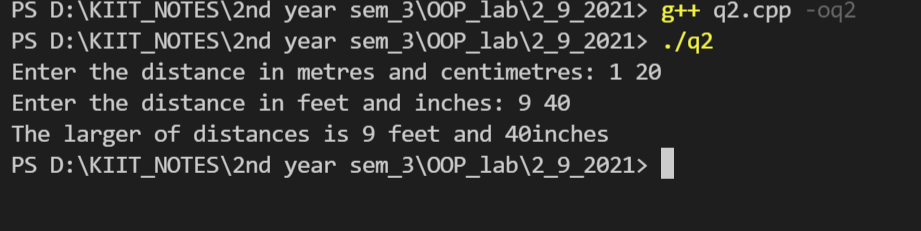 PS D:\KIIT_NOTES\2nd year sem_3\OOP_lab\2_9_2021> g++ q2.cpp -oq2
PS D:\KIIT_NOTES\2nd year sem_3\OOP_lab\2_9_2021> ./q2
Enter the distance in metres and centimetres: 1 20
Enter the distance in feet and inches: 9 40
The larger of distances is 9 feet and 40inches
PS D:\KIIT_NOTES\2nd year sem_3\OOP_lab\2_9_2021>